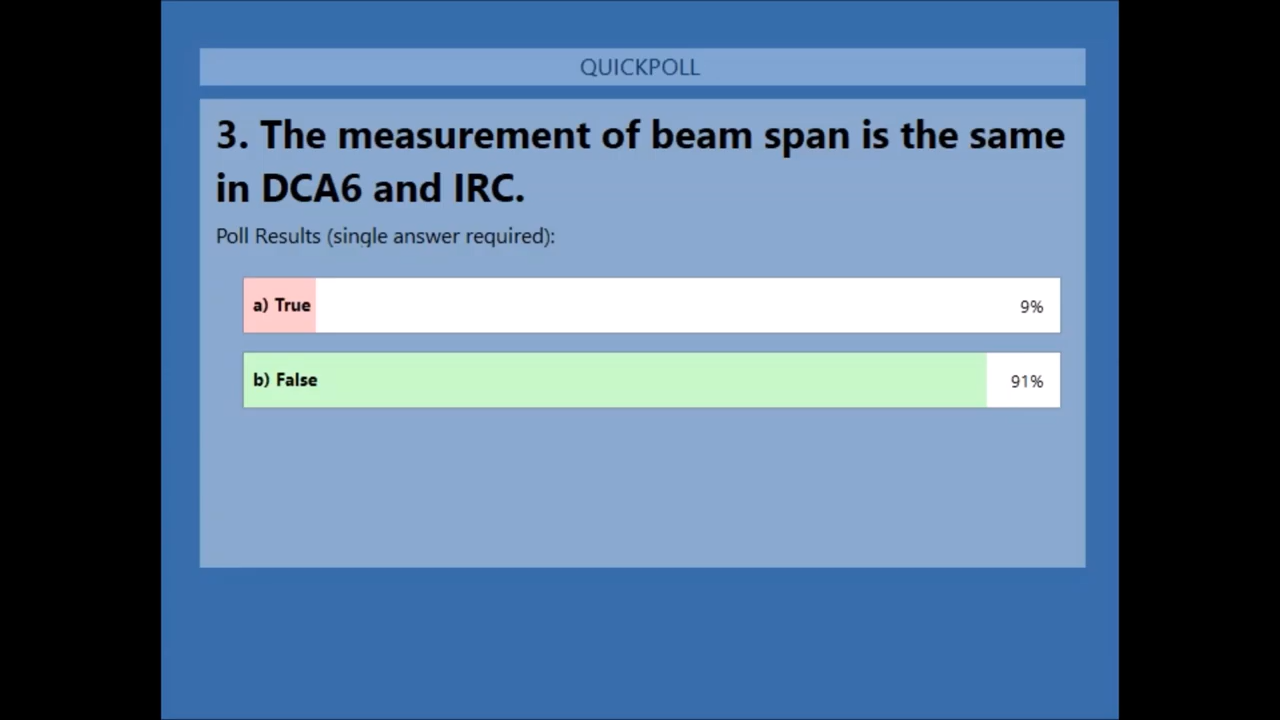 QUICKPOLL
3. The measurement of beam span is the same
in DCA6 and IRC.
Poll Results (single answer required):
a) True 9%
b) False 91%